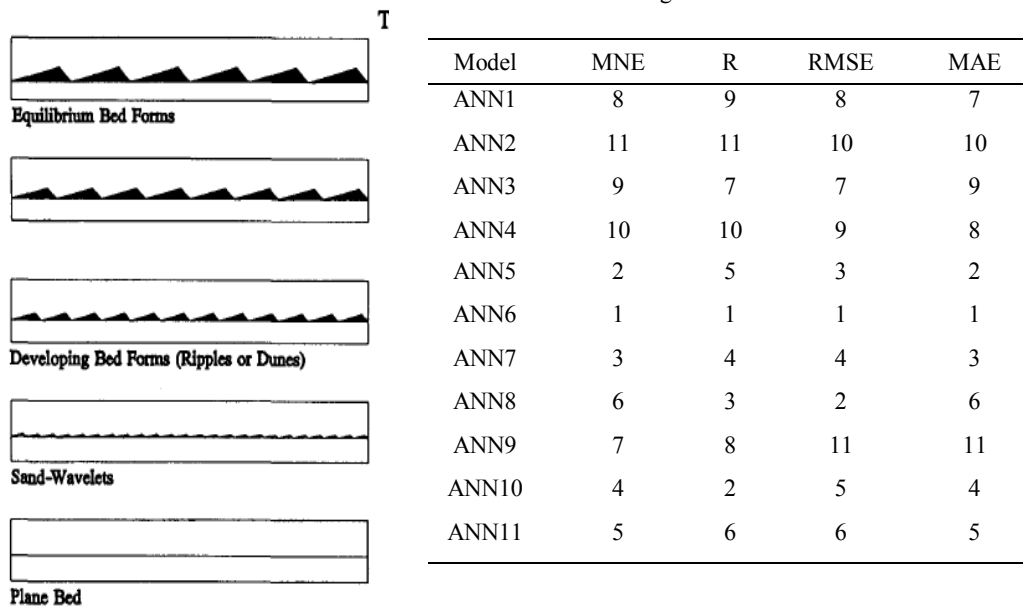 T
Equilibrium Bed Forms
Developing Bed Forms (Ripples or Dunes)
Sand-Wavelets
Plane Bed
Model MNE R RMSE MAE
ANN1 8 9 8 7
ANN2 11 11 10 10
ANN3 9 7 7 9
ANN4 10 10 9 8
ANN5 2 5 3 2
ANN6 1 1 1 1
ANN7 3 4 4 3
ANN8 6 3 2 6
ANN9 7 8 11 11
ANN10 4 2 5 4
ANN11 5 6 6 5